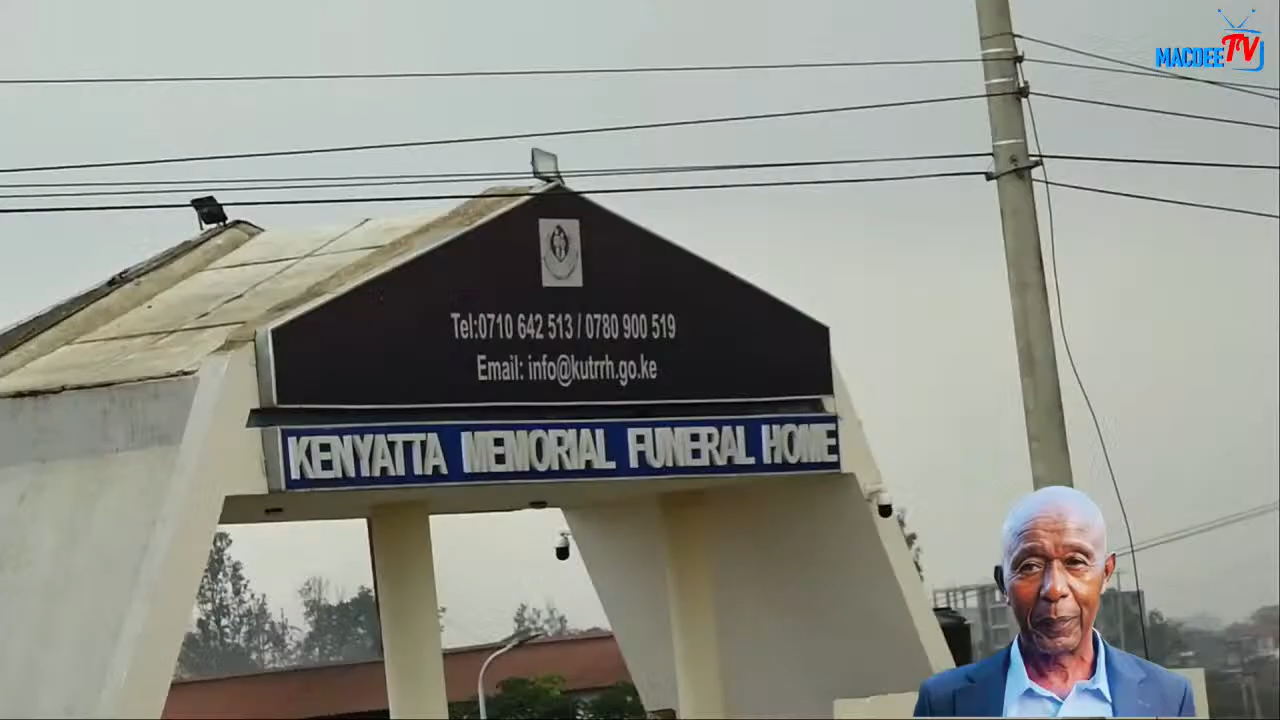 MACDEE TV
Tel:0710 642 513 / 0780 900 519
Email: info@kutrrh.go.ke
KENYATTA MEMORIAL FUNERAL HOME